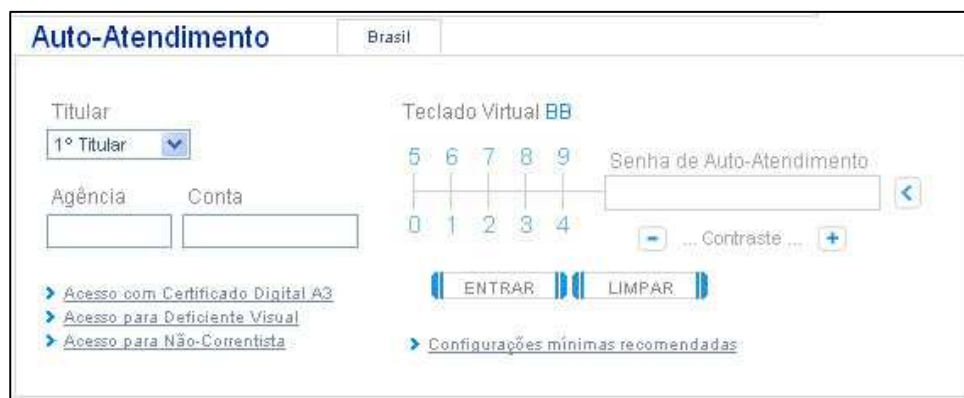 Auto-Atendimento
Brasil
Titular
1º Titular
Agência Conta
Acesso com Certificado Digital A3
Acesso para Deficiente Visual
Acesso para Não-Correntista
Teclado Virtual BB
5 6 7 8 9
0 1 2 3 4
Senha de Auto-Atendimento
<
- ... Contraste ... +
ENTRAR LIMPAR
Configurações mínimas recomendadas